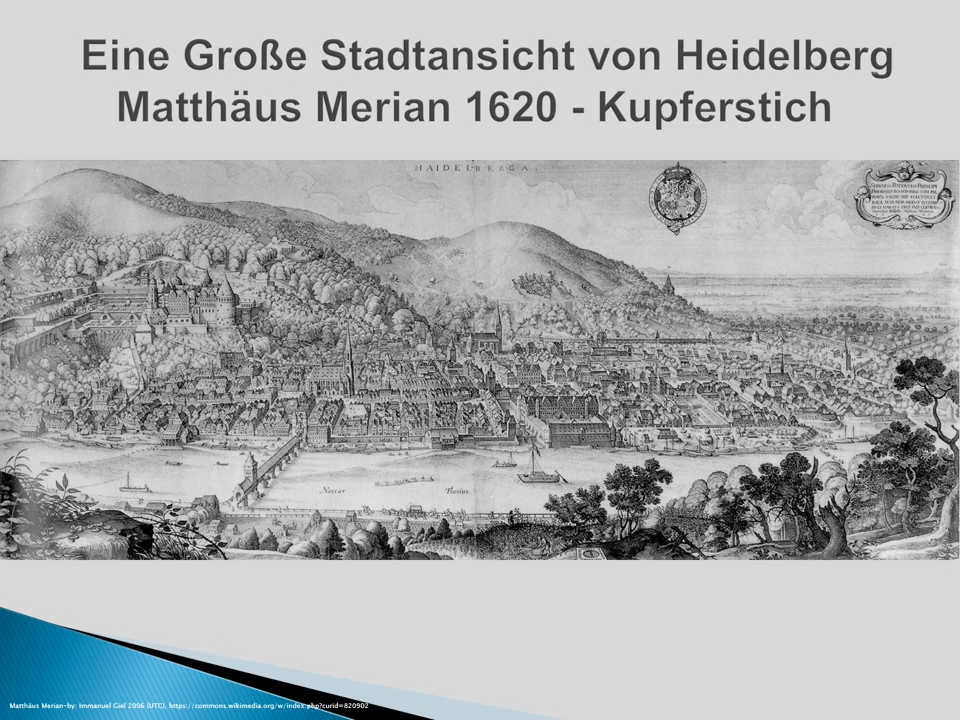 Eine Große Stadtansicht von Heidelberg
Matthäus Merian 1620 - Kupferstich
HAIDELBERGA.
Neccar Fluvius
Matthäus Merian-by: Immanuel Giel 2006 (UTC), https://commons.wikimedia.org/w/index.php?curid=820902